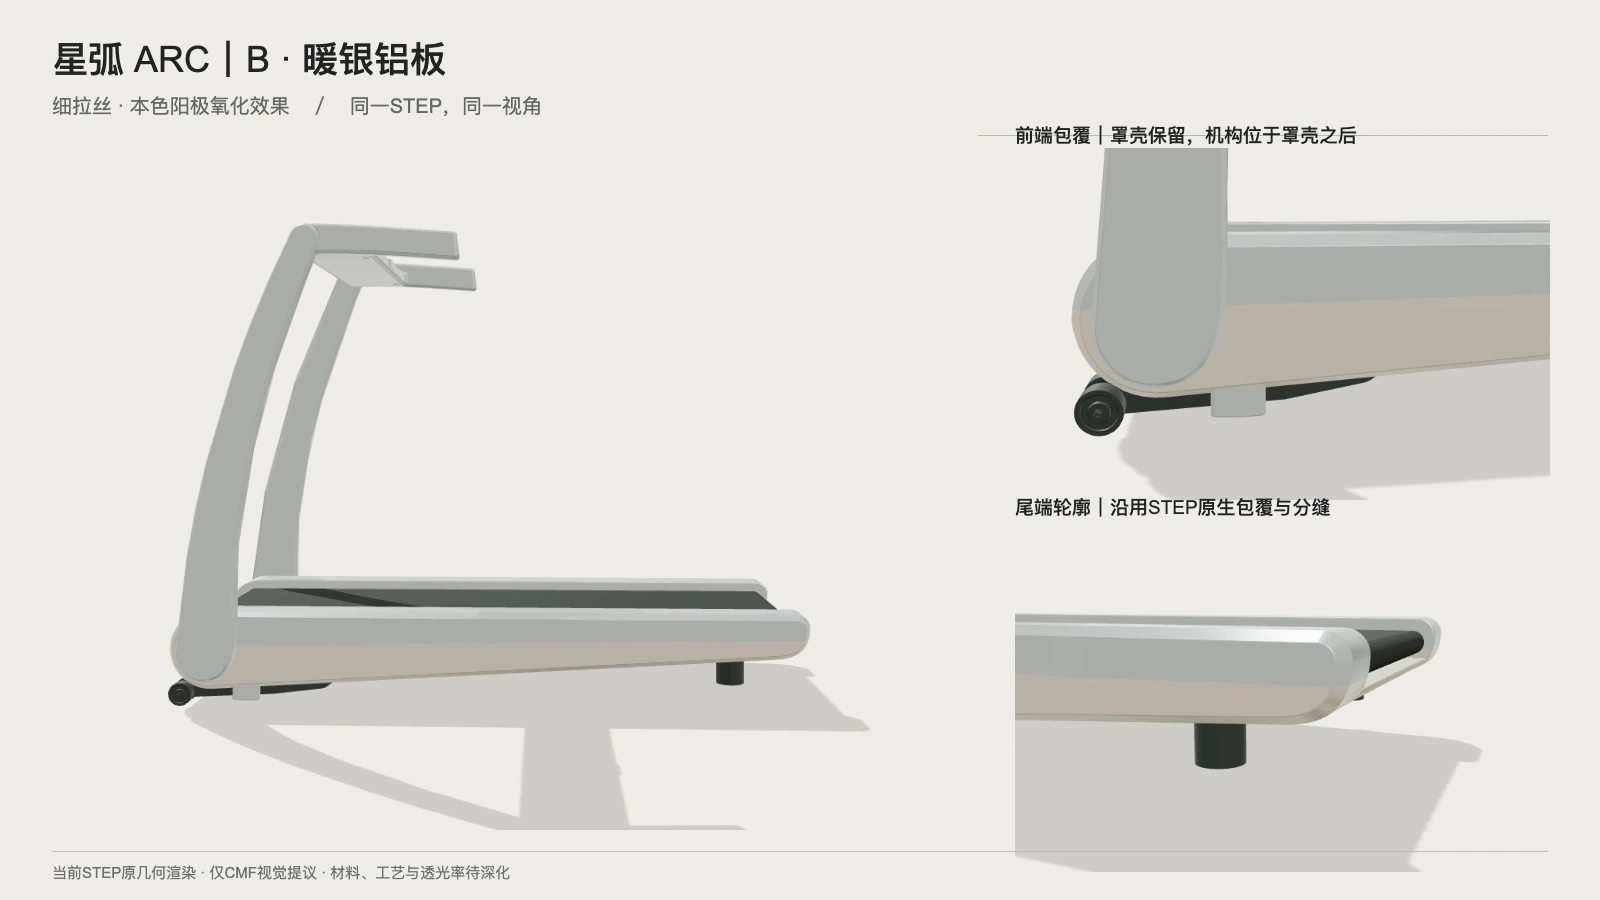 星弧 ARC｜B · 暖银铝板
细拉丝 · 本色阳极氧化效果　/　同一STEP，同一视角
前端包覆｜罩壳保留，机构位于罩壳之后
尾端轮廓｜沿用STEP原生包覆与分缝
当前STEP原几何渲染 · 仅CMF视觉提议 · 材料、工艺与透光率待深化